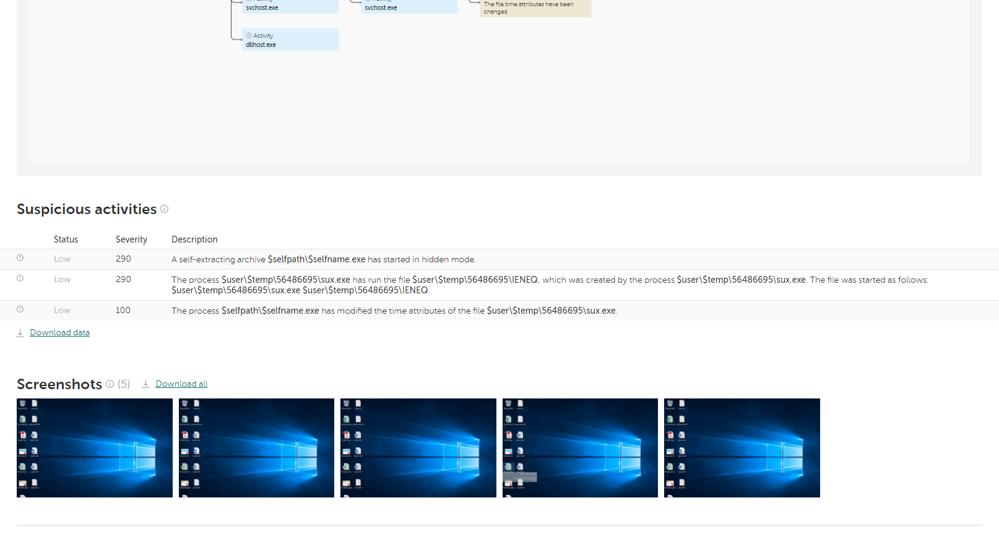 Activity
svchost.exe
Activity
svchost.exe
The file time attributes have been
changed
Activity
dllhost.exe
Suspicious activities
Status Severity Description
Low 290 A self-extracting archive $selfpath\$selfname.exe has started in hidden mode.
Low 290 The process $user\$temp\56486695\sux.exe has run the file $user\$temp\56486695\IENEQ, which was created by the process $user\$temp\56486695\sux.exe. The file was started as follows:
$user\$temp\56486695\sux.exe $user\$temp\56486695\IENEQ.
Low 100 The process $selfpath\$selfname.exe has modified the time attributes of the file $user\$temp\56486695\sux.exe.
Download data
Screenshots (5) Download all